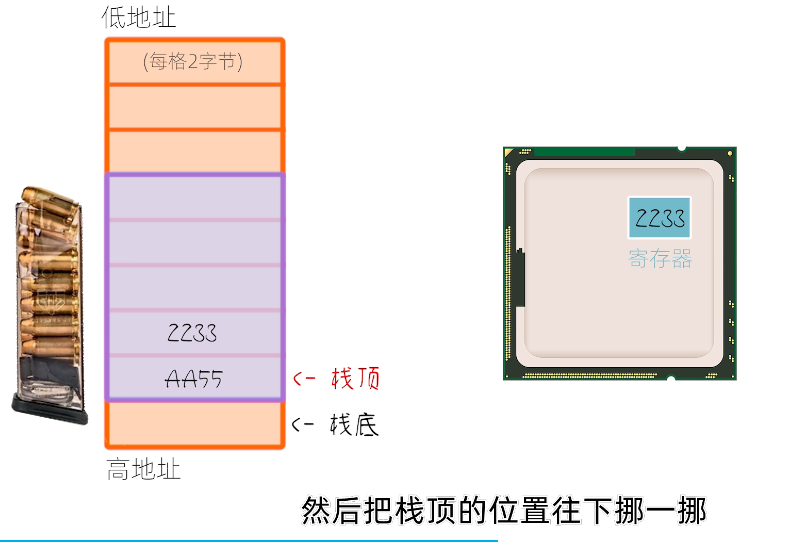 低地址
(每格2字节)
2233
寄存器
2233
AA55
<- 栈顶
<- 栈底
高地址
然后把栈顶的位置往下挪一挪